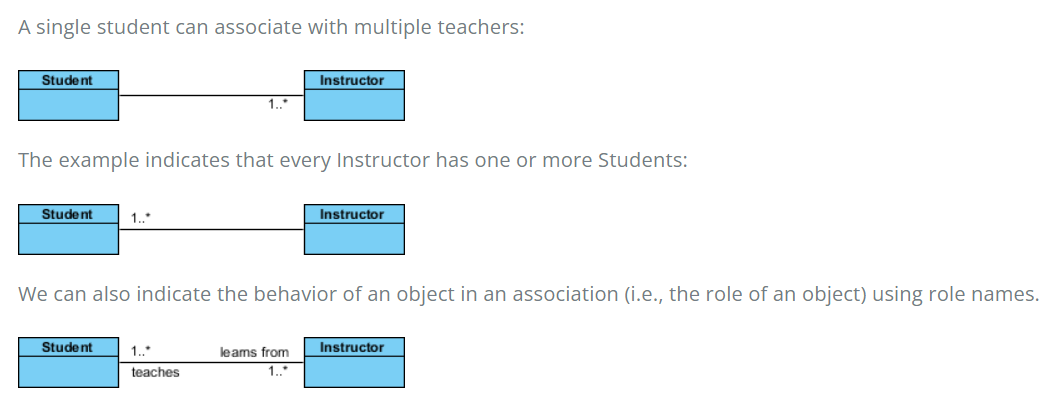 A single student can associate with multiple teachers:
Student
Instructor
1..*
The example indicates that every Instructor has one or more Students:
Student
1..*
Instructor
We can also indicate the behavior of an object in an association (i.e., the role of an object) using role names.
Student
1..*
learns from
Instructor
teaches
1..*